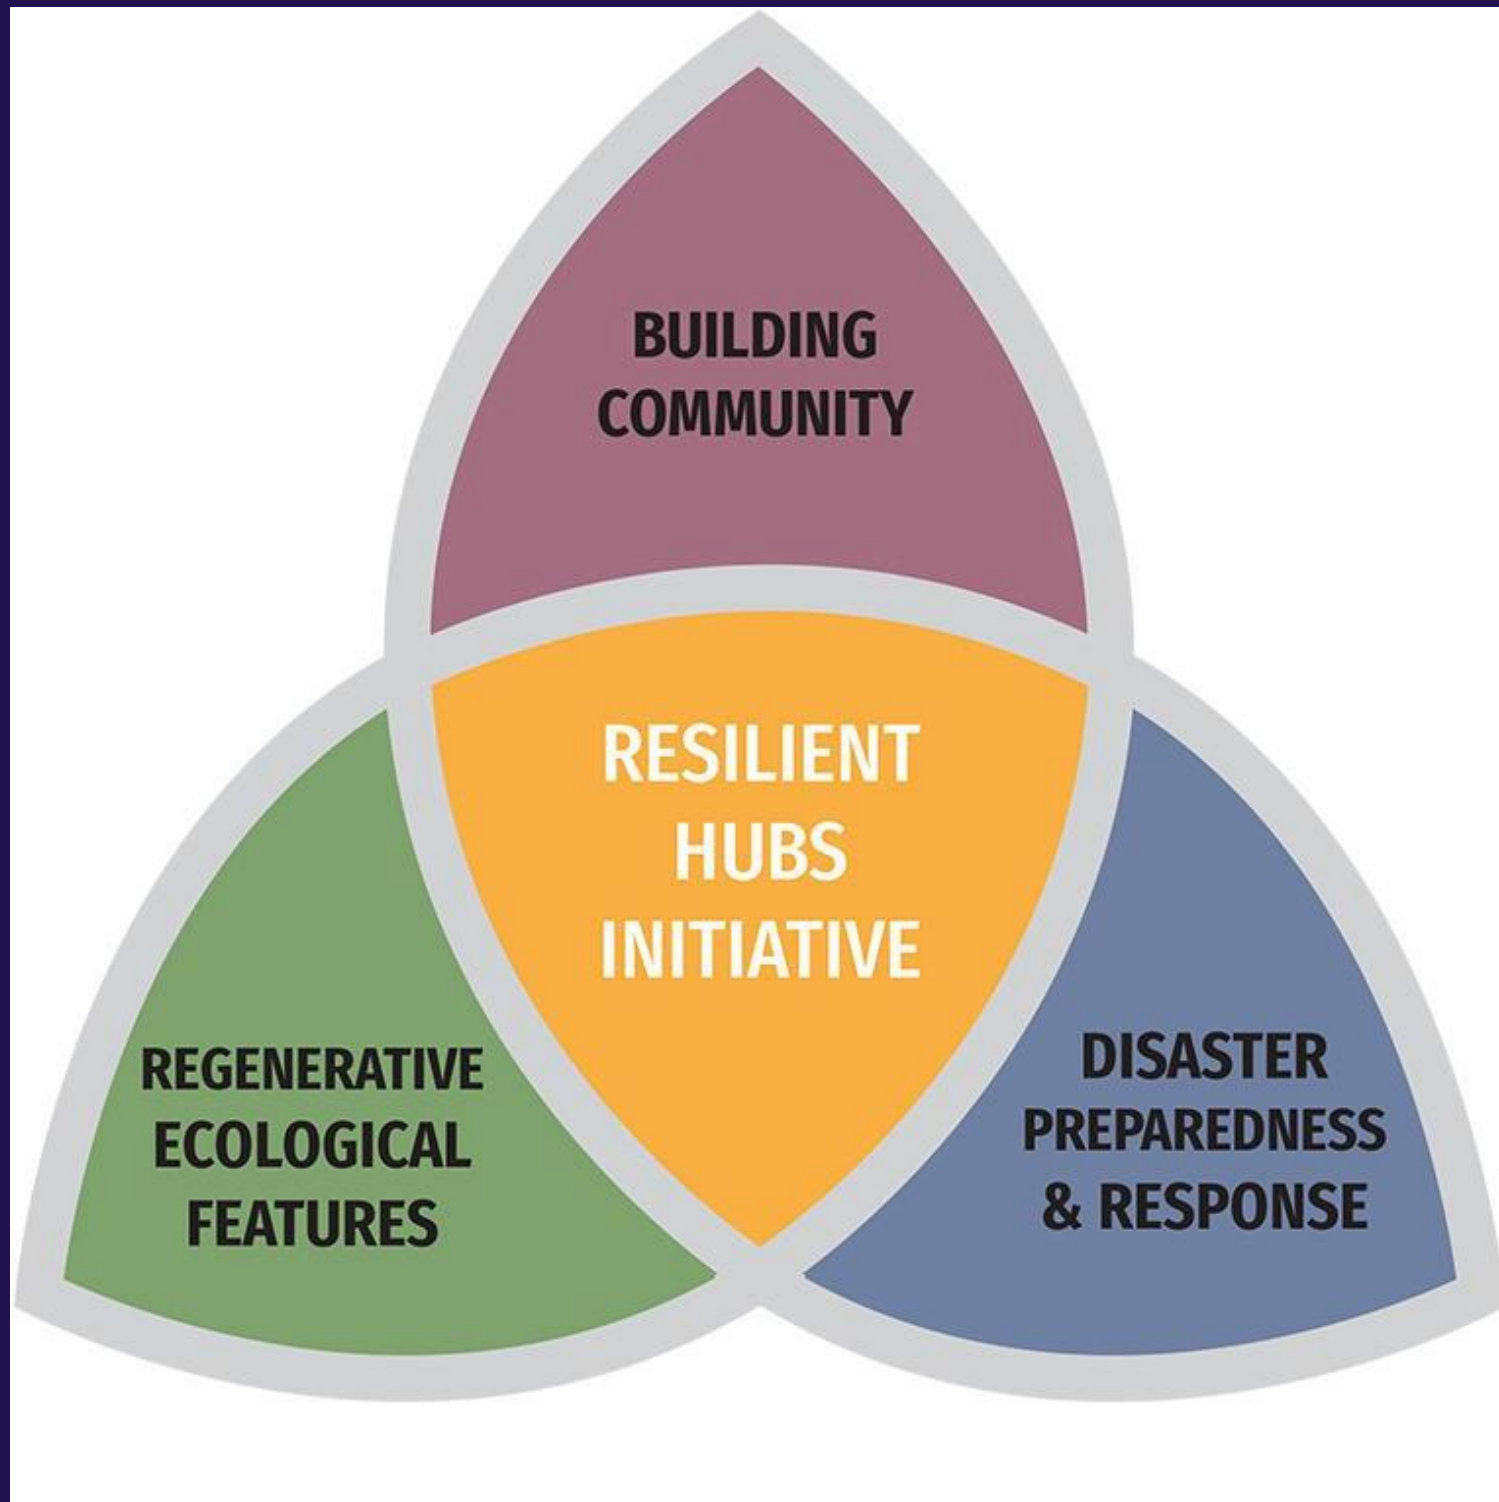 BUILDING
COMMUNITY
RESILIENT
HUBS
INITIATIVE
REGENERATIVE
ECOLOGICAL
FEATURES
DISASTER
PREPAREDNESS
& RESPONSE